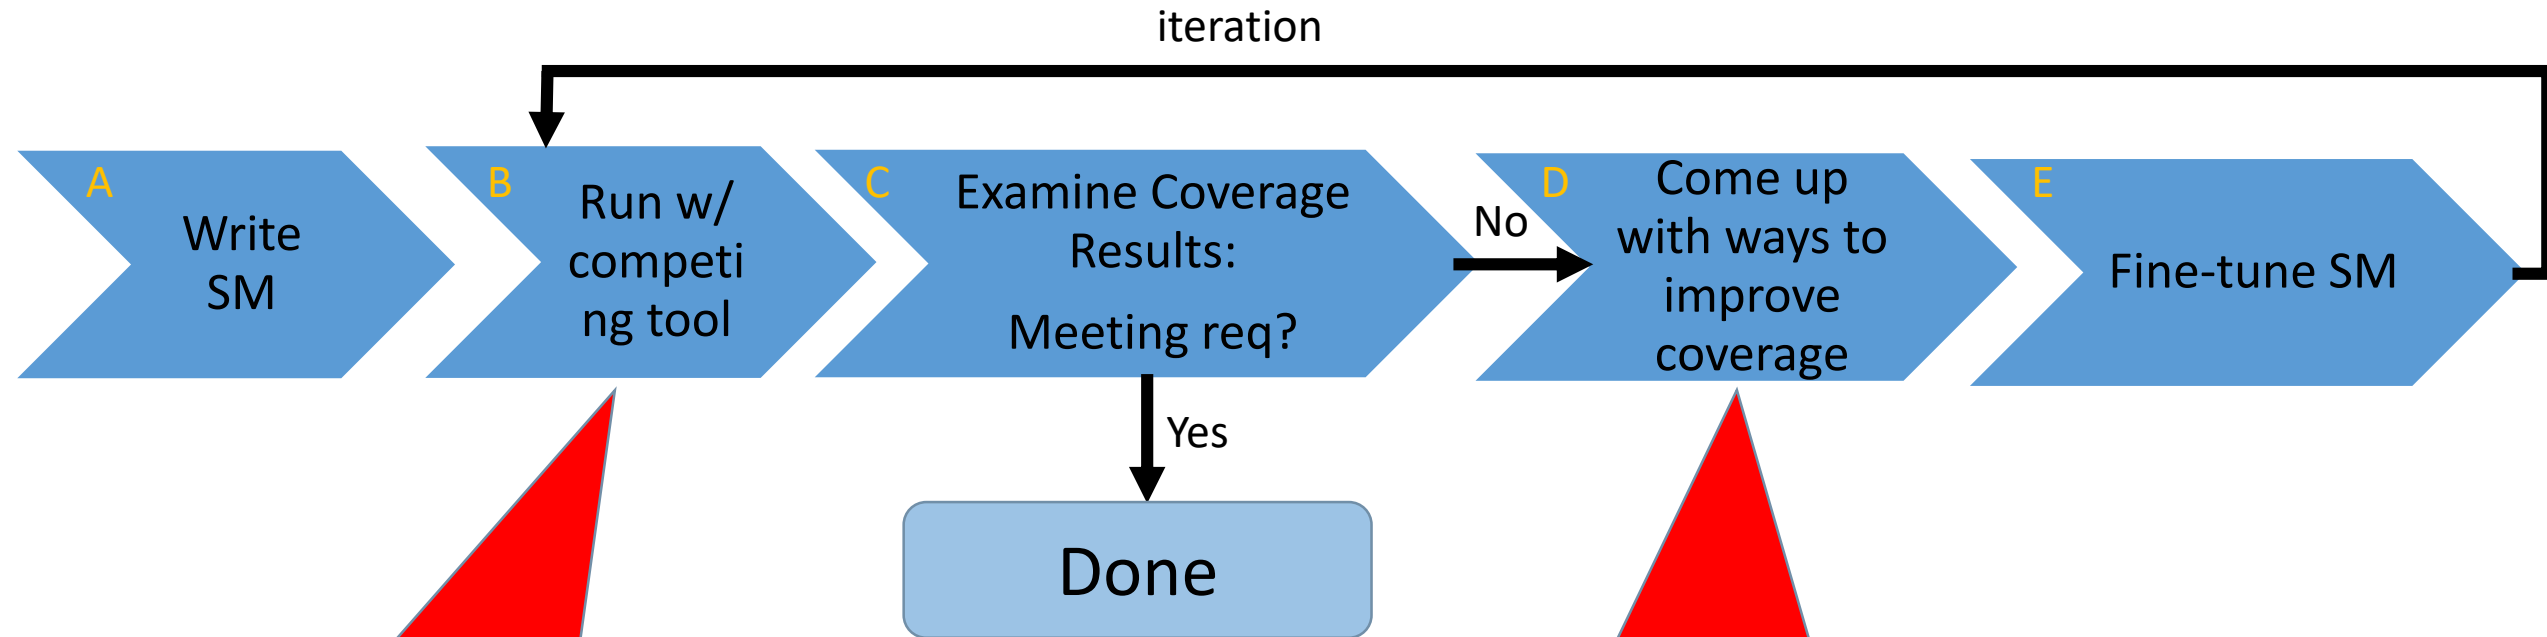 iteration
A
Write
SM
B
Run w/
competi
ng tool
C
Examine Coverage
Results:
Meeting req?
No
Yes
Done
D
Come up
with ways to
improve
coverage
E
Fine-tune SM